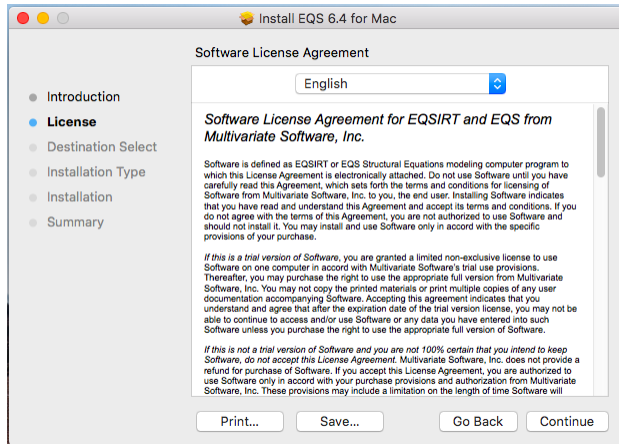 Install EQS 6.4 for Mac
Software License Agreement
Introduction
License
Destination Select
Installation Type
Installation
Summary
English
Software License Agreement for EQSIRT and EQS from
Multivariate Software, Inc.
Software is defined as EQSIRT or EQS Structural Equations modeling computer program to
which this License Agreement is electronically attached. Do not use Software until you have
carefully read this Agreement, which sets forth the terms and conditions for licensing of
Software from Multivariate Software, Inc. to you, the end user. Installing Software indicates
that you have read and understand this Agreement and accept its terms and conditions. If you
do not agree with the terms of this Agreement, you are not authorized to use Software and
should not install it. You may install and use Software only in accord with the specific
provisions of your purchase.
If this is a trial version of Software, you are granted a limited non-exclusive license to use
Software on one computer in accord with Multivariate Software's trial use provisions.
Thereafter, you may purchase the right to use the appropriate full version from Multivariate
Software, Inc. You may not copy the printed materials or print multiple copies of any user
documentation accompanying Software. Accepting this agreement indicates that you
understand and agree that after the expiration date of the trial version license, you may not be
able to continue to access and/or use Software or any data you have entered into such
Software unless you purchase the right to use the appropriate full version of Software.
If this is not a trial version of Software and you are not 100% certain that you intend to keep
Software, do not accept this License Agreement. Multivariate Software, Inc. does not provide a
refund for purchase of Software. If you accept this License Agreement, you are authorized to
use Software only in accord with your purchase provisions and authorization from Multivariate
Software, Inc. These provisions may include a limitation on the length of time Software will
Print...
Save...
Go Back
Continue